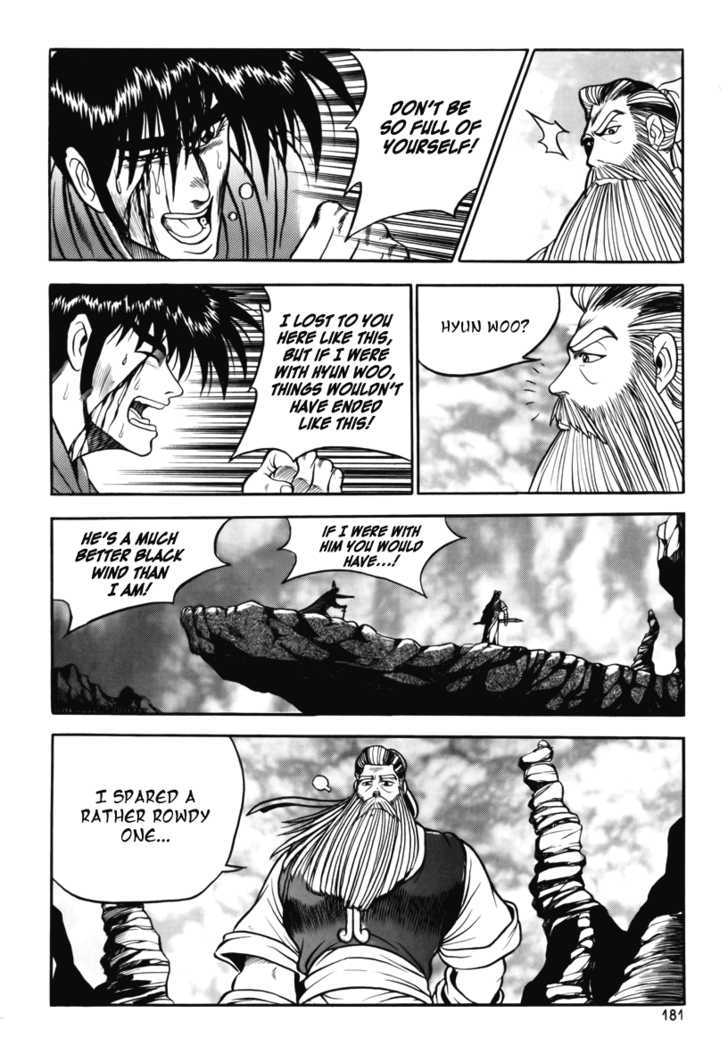 DON'T BE
SO FULL OF
YOURSELF!
I LOST TO YOU
HERE LIKE THIS,
BUT IF I WERE
WITH HYUN WOO,
THINGS WOULDN'T
HAVE ENDED
LIKE THIS!
HYUN WOO?
HE'S A MUCH
BETTER BLACK
WIND THAN
I AM!
IF I WERE WITH
HIM YOU WOULD
HAVE...!
I SPARED A
RATHER ROWDY
ONE...
181